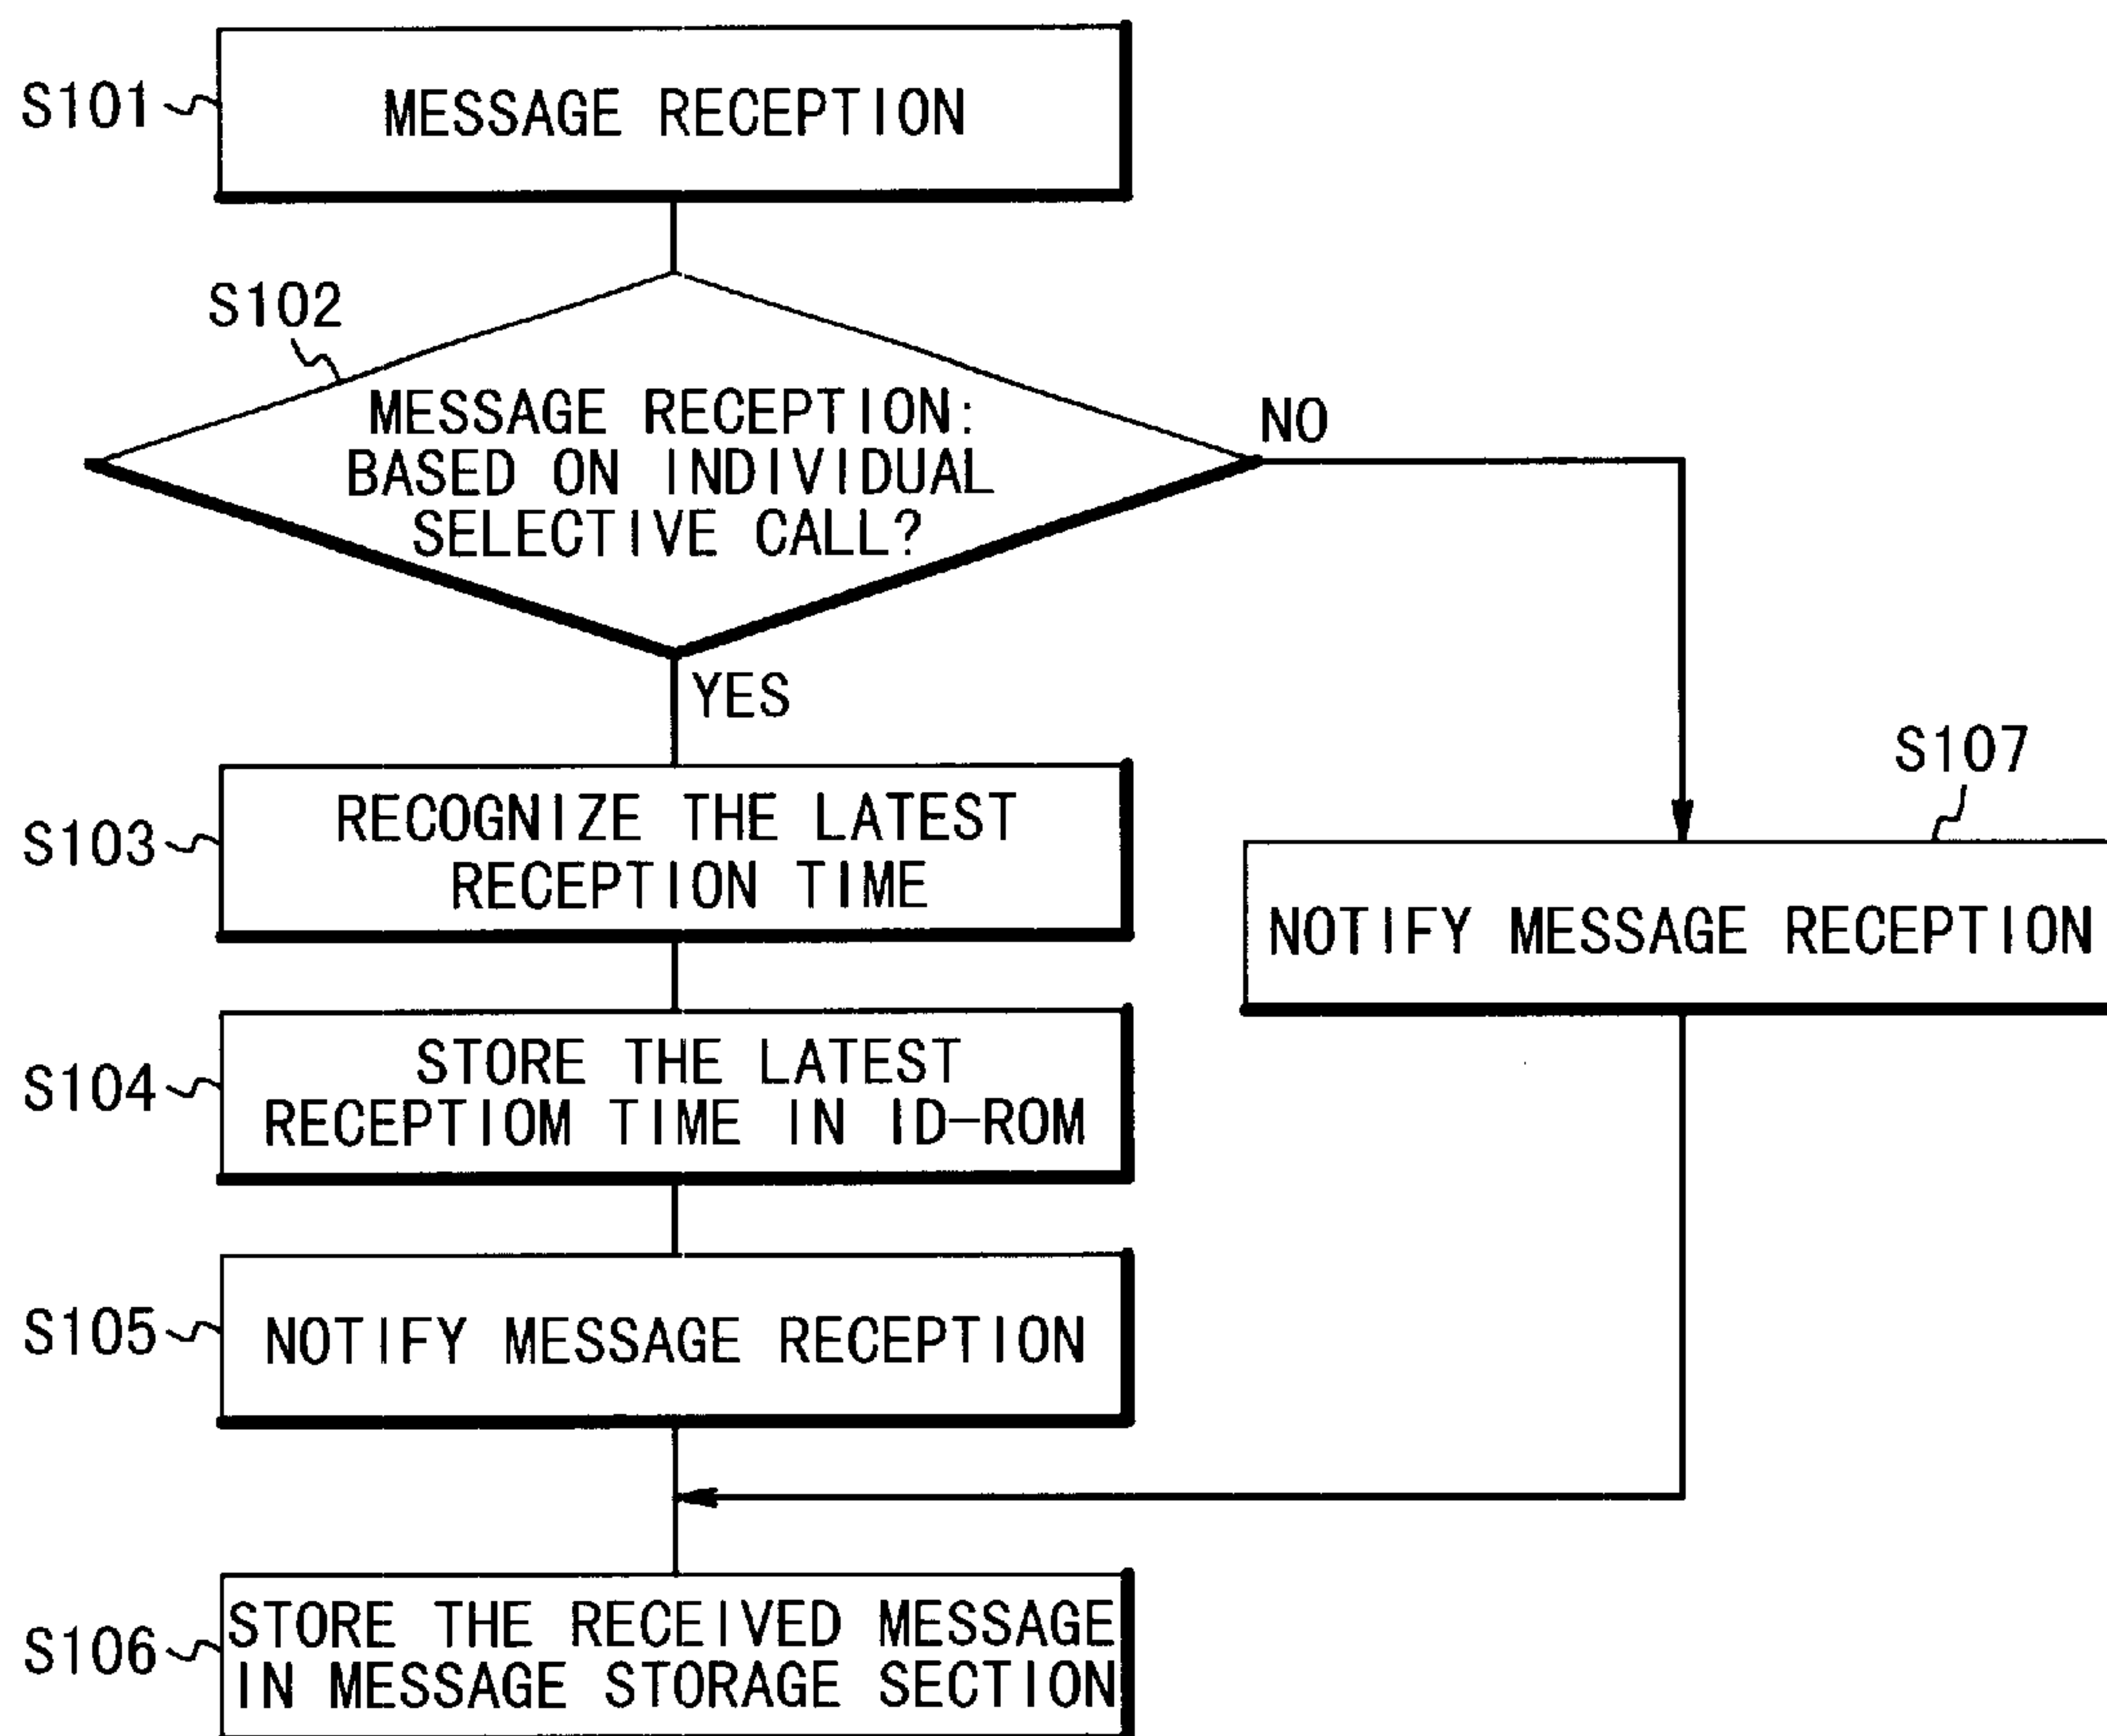 S101
MESSAGE RECEPTION
S102
MESSAGE RECEPTION:
BASED ON INDIVIDUAL
SELECTIVE CALL?
NO
YES
S103
RECOGNIZE THE LATEST
RECEPTION TIME
S107
NOTIFY MESSAGE RECEPTION
S104
STORE THE LATEST
RECEPTIOM TIME IN ID-ROM
S105
NOTIFY MESSAGE RECEPTION
S106
STORE THE RECEIVED MESSAGE
IN MESSAGE STORAGE SECTION